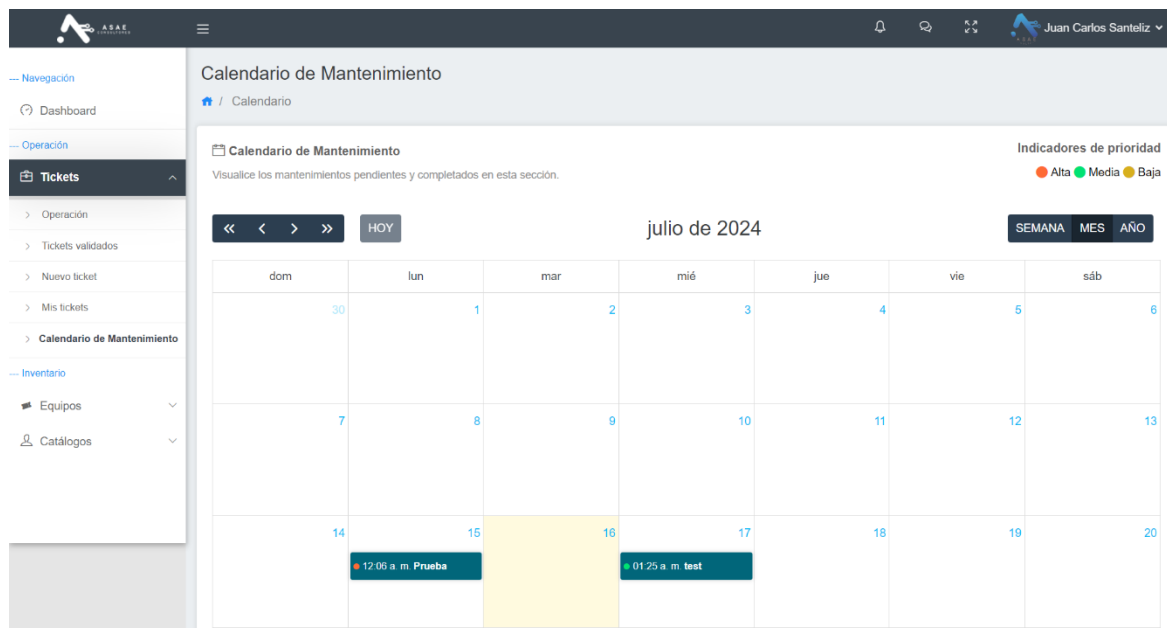 ASAE
Juan Carlos Santeliz
--- Navegación
Dashboard
--- Operación
Tickets
Operación
Tickets validados
Nuevo ticket
Mis tickets
Calendario de Mantenimiento
--- Inventario
Equipos
Catálogos
Calendario de Mantenimiento
/ Calendario
Calendario de Mantenimiento
Visualice los mantenimientos pendientes y completados en esta sección.
Indicadores de prioridad
Alta Media Baja
HOY
julio de 2024
SEMANA MES AÑO
dom lun mar mié jue vie sáb
30 1 2 3 4 5 6
7 8 9 10 11 12 13
14 15 16 17 18 19 20
12:06 a. m. Prueba
01:25 a. m. test